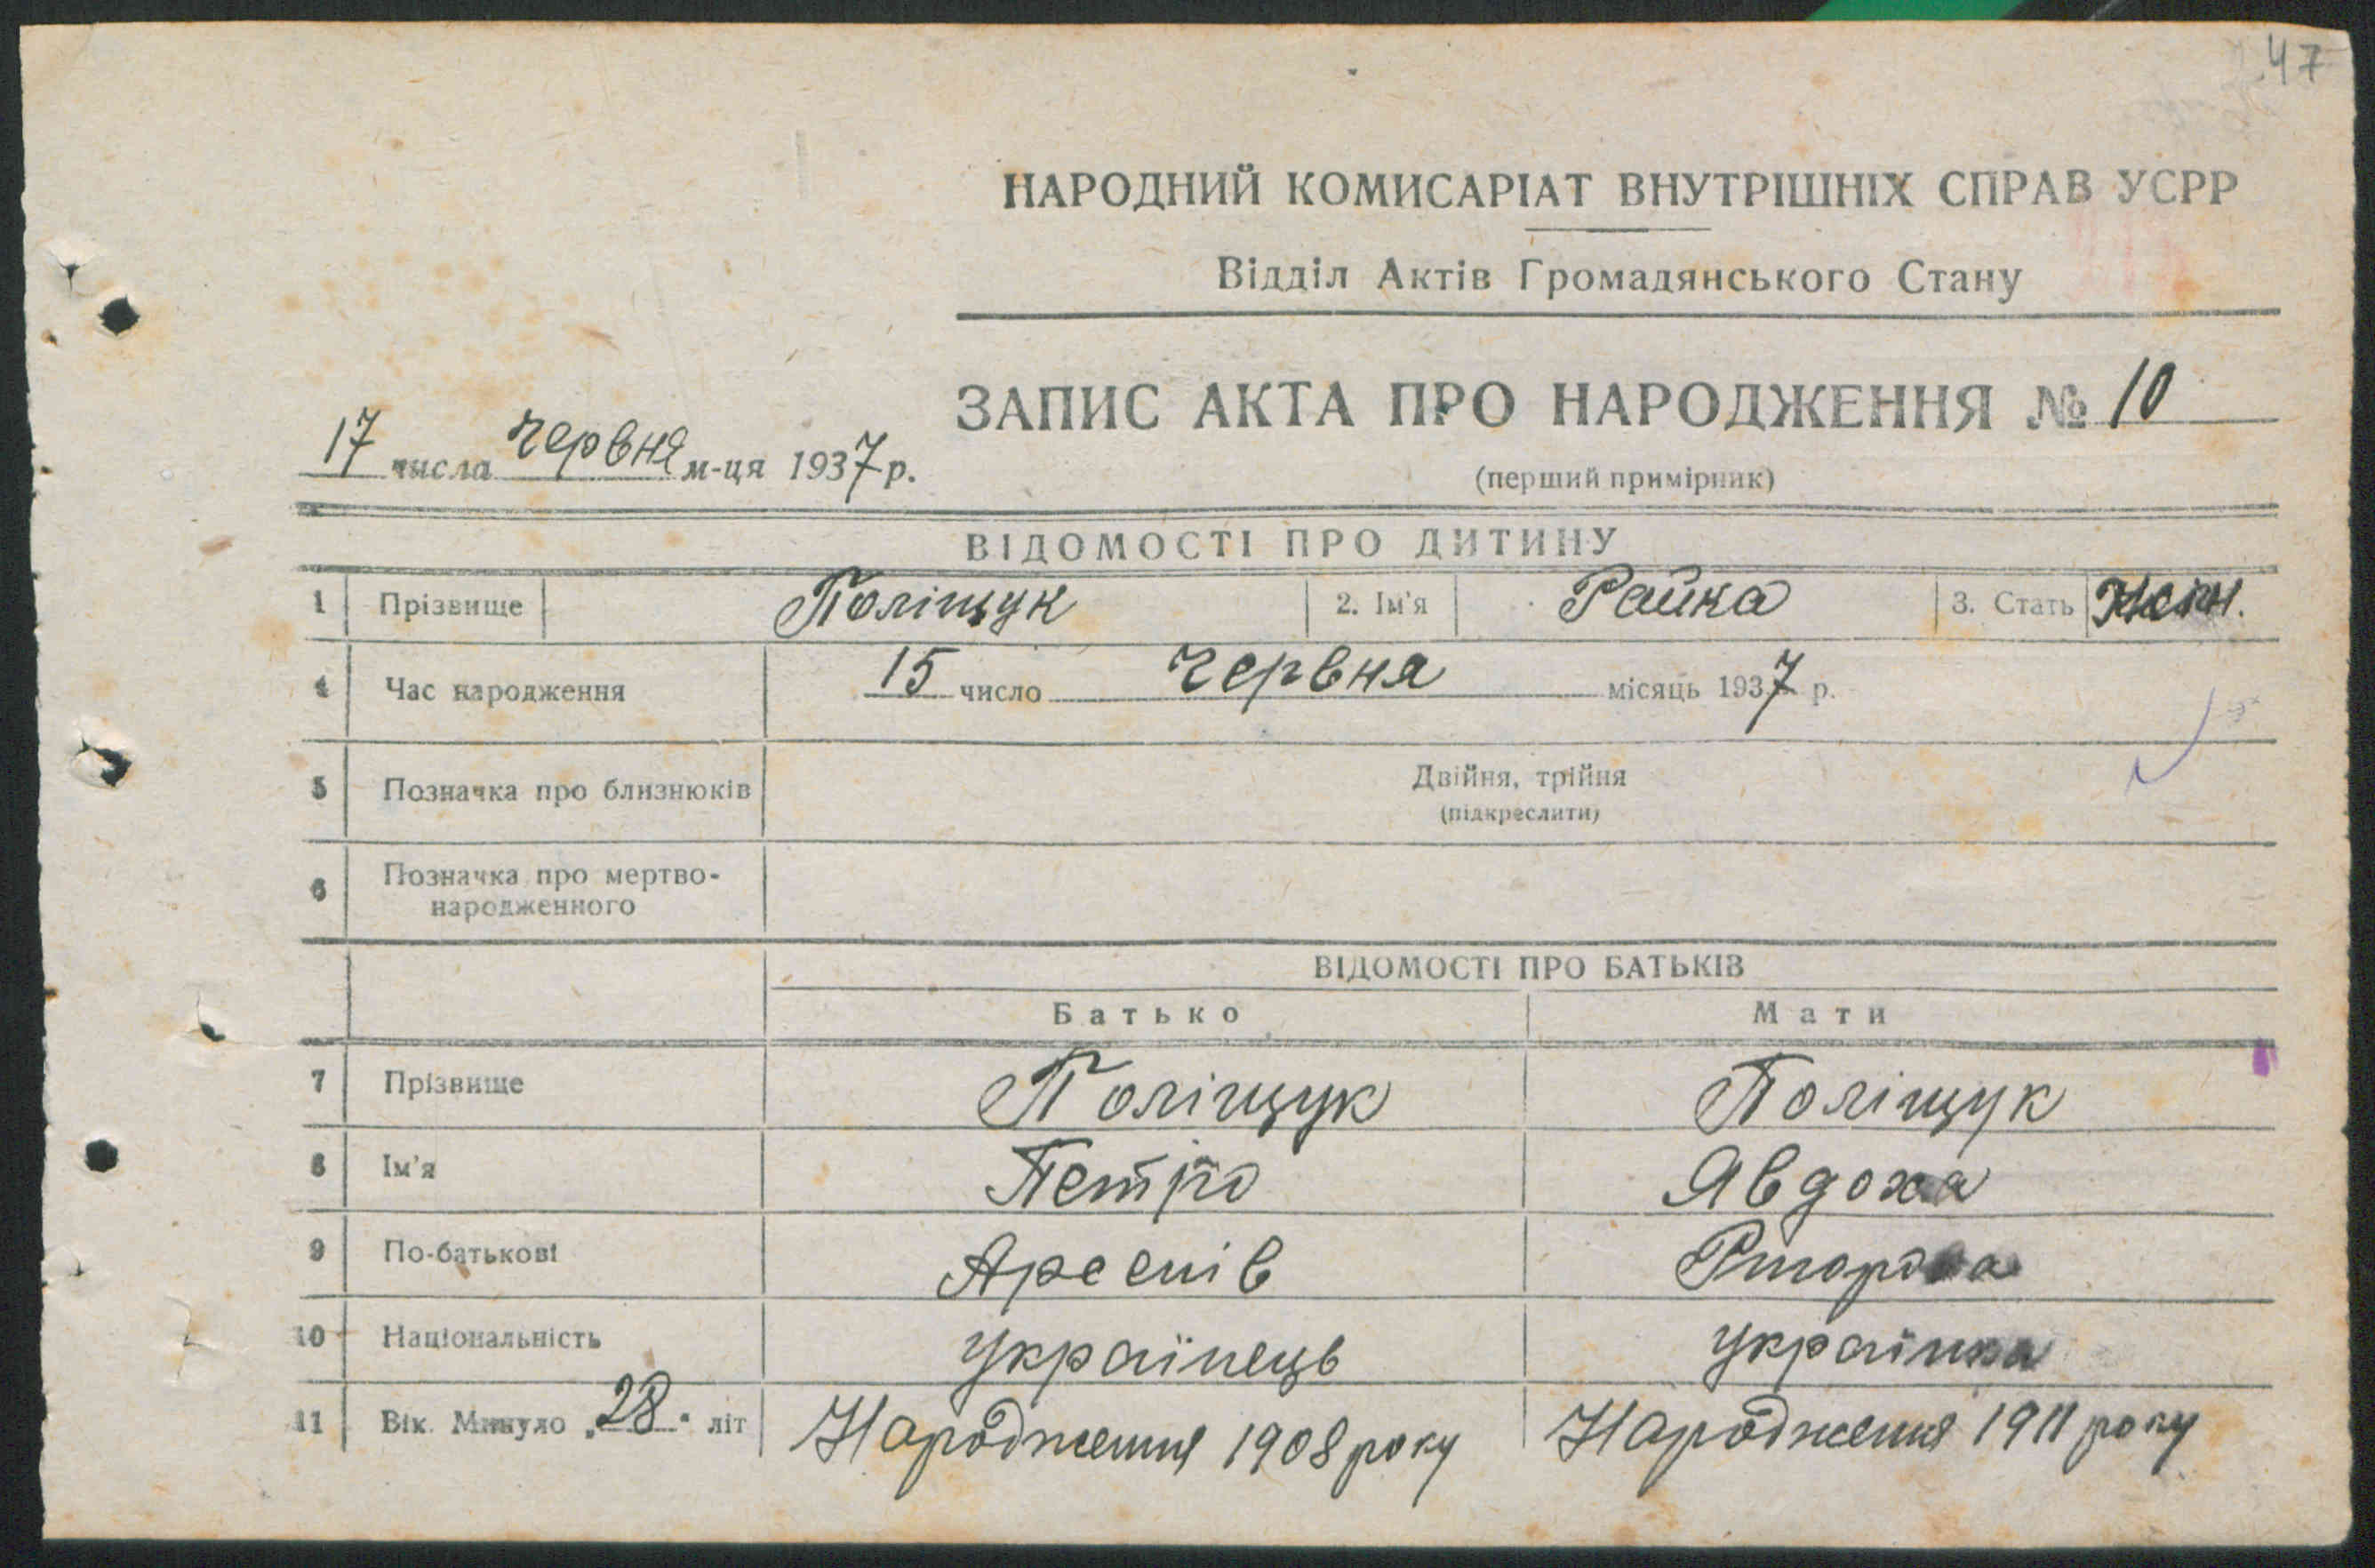 47
НАРОДНИЙ КОМИСАРІАТ ВНУТРІШНІХ СПРАВ УСРР
Відділ Актів Громадянського Стану
ЗАПИС АКТА ПРО НАРОДЖЕННЯ № 10
17 числа червня м-ця 1937 р.
(перший примірник)
ВІДОМОСТІ ПРО ДИТИНУ
1 Прізвище Поліщук 2. Ім'я Райка 3. Стать Жін.
4 Час народження 15 число червня місяць 1937 р.
5 Позначка про близнюків Двійня, трійня
(підкреслити)
6 Позначка про мертво-
народженного
ВІДОМОСТІ ПРО БАТЬКІВ
Батько Мати
7 Прізвище Поліщук Поліщук
8 Ім'я Петро Явдоха
9 По-батькові Арсенів
10 Національність Українець Українка
11 Вік. Минуло „28" літ Народження 1908 року Народження 1911 року